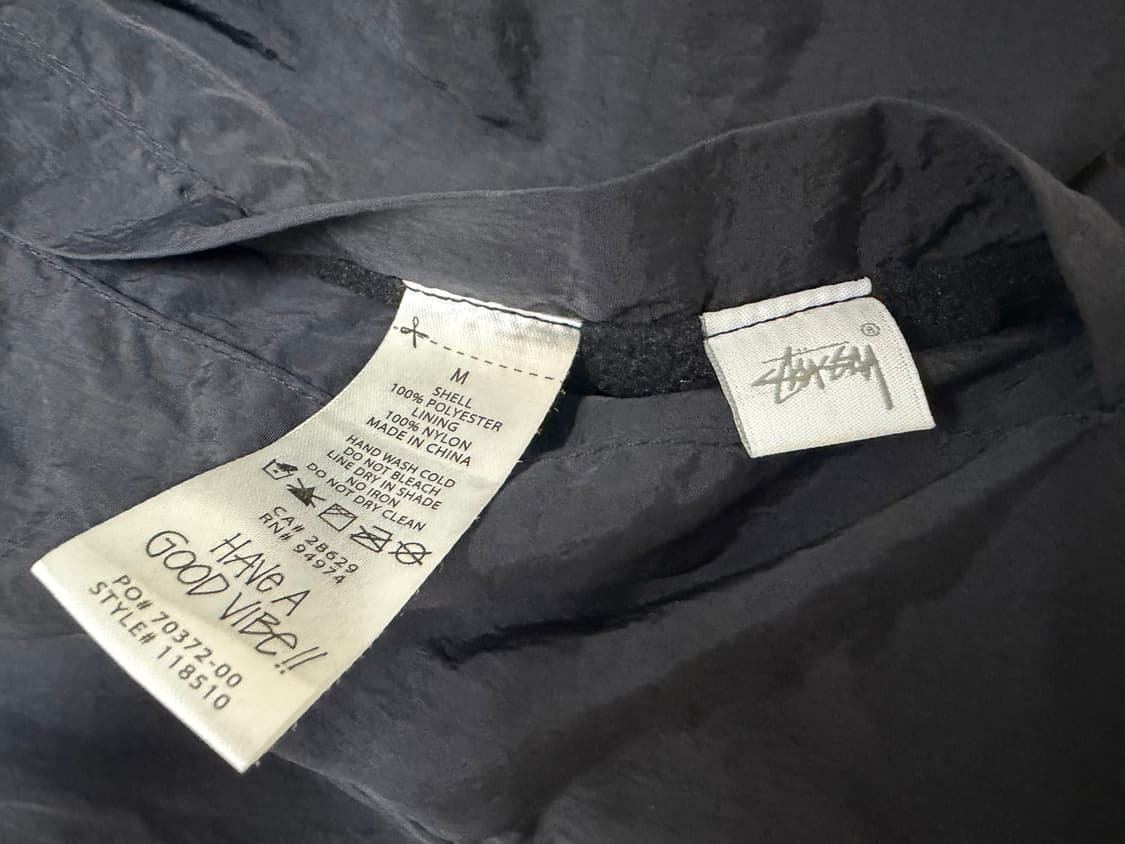 M
SHELL
100% POLYESTER
LINING
100% NYLON
MADE IN CHINA
HAND WASH COLD
DO NOT BLEACH
LINE DRY IN SHADE
NO IRON
DO NOT DRY CLEAN
CA# 28629
RN# 94974
HAVE A
GOOD VIBE!!
PO# 70372-00
STYLE# 118510
STÜSSY®